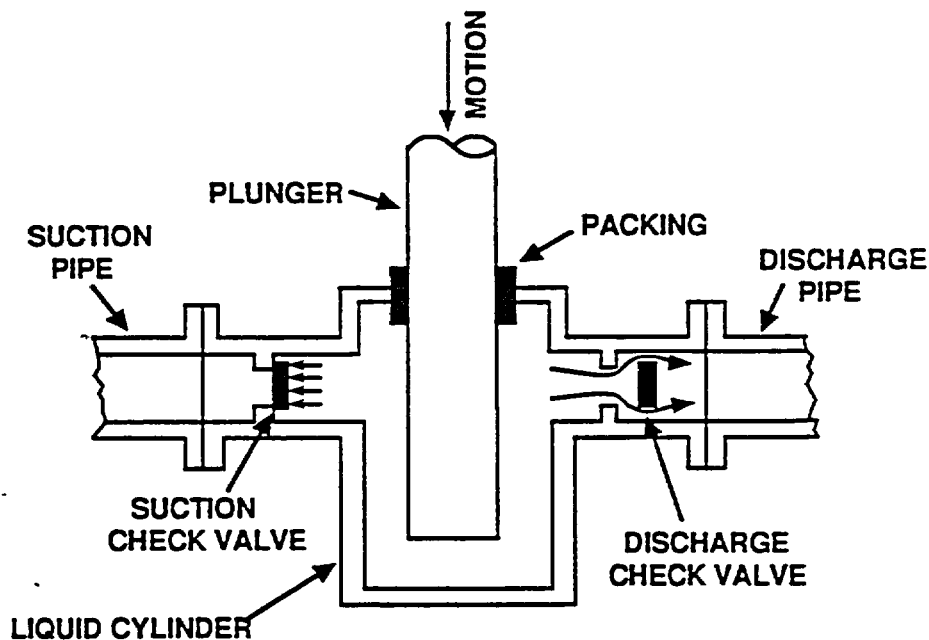 MOTION
PLUNGER
PACKING
SUCTION
PIPE
DISCHARGE
PIPE
SUCTION
CHECK VALVE
DISCHARGE
CHECK VALVE
LIQUID CYLINDER